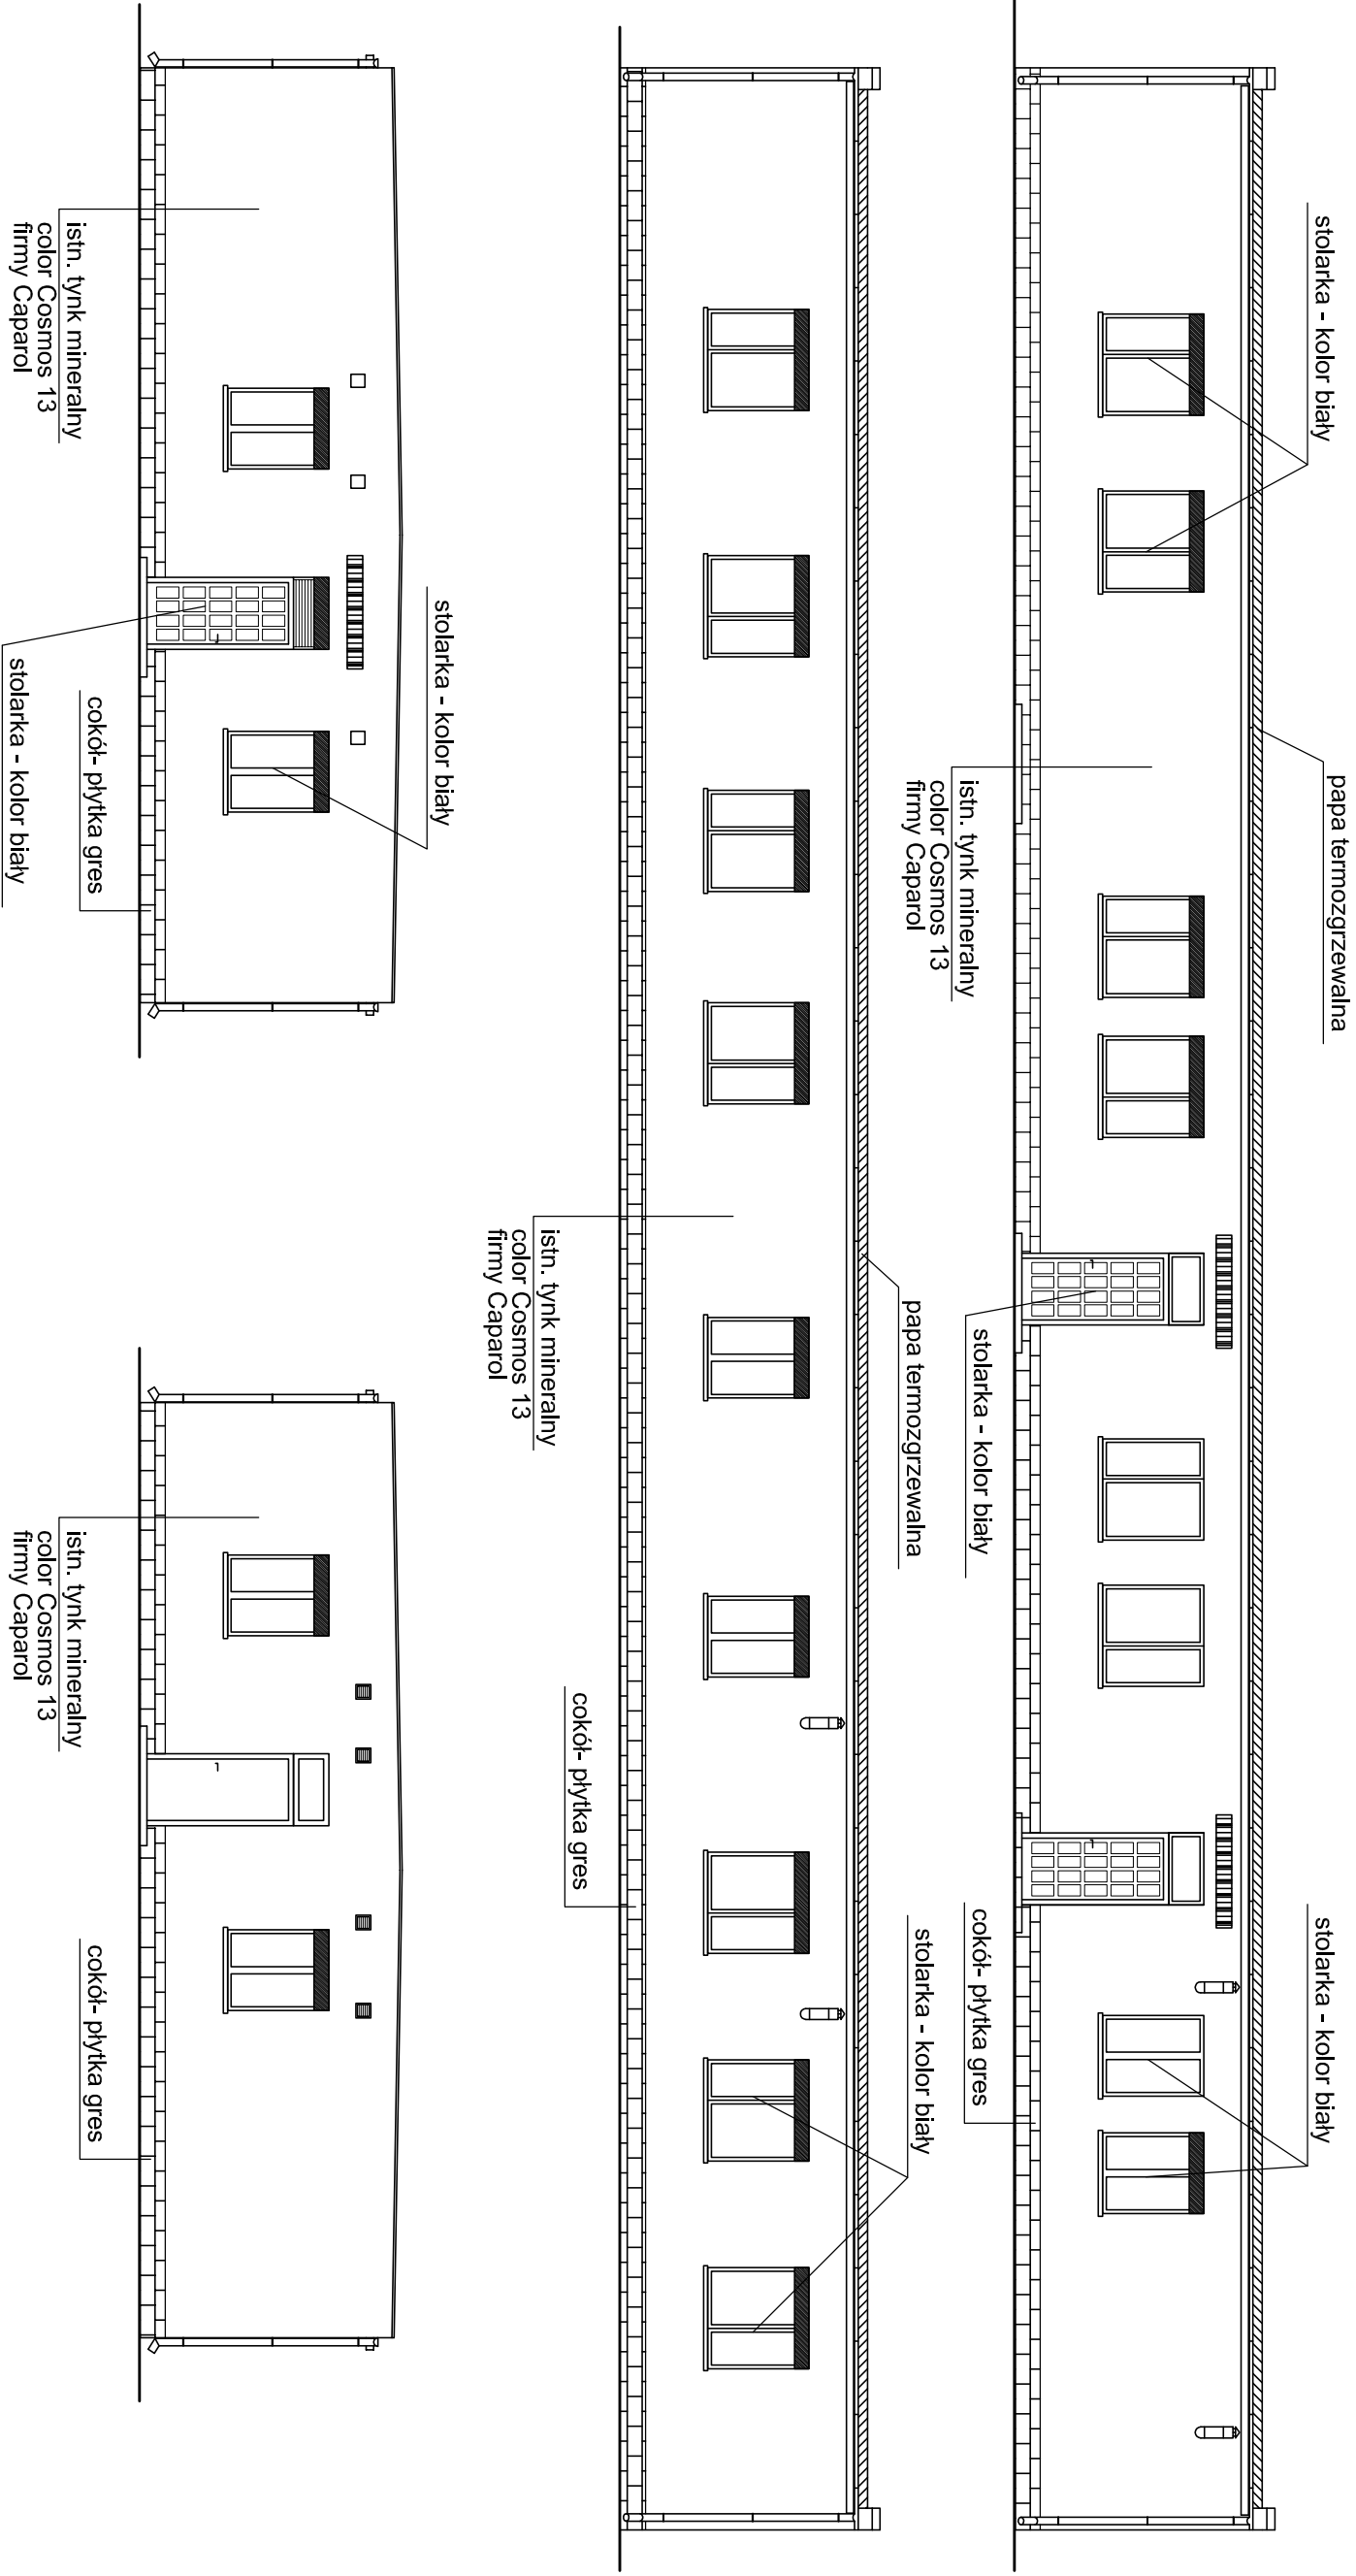 stolarka - kolor biały
papa termozgrzewalna
istn. tynk mineralny
color Cosmos 13
firmy Caparol
stolarka - kolor biały
cokół- płytka gres
stolarka - kolor biały
istn. tynk mineralny
color Cosmos 13
firmy Caparol
papa termozgrzewalna
cokół- płytka gres
stolarka - kolor biały
istn. tynk mineralny
color Cosmos 13
firmy Caparol
stolarka - kolor biały
cokół- płytka gres
stolarka - kolor biały
istn. tynk mineralny
color Cosmos 13
firmy Caparol
cokół- płytka gres